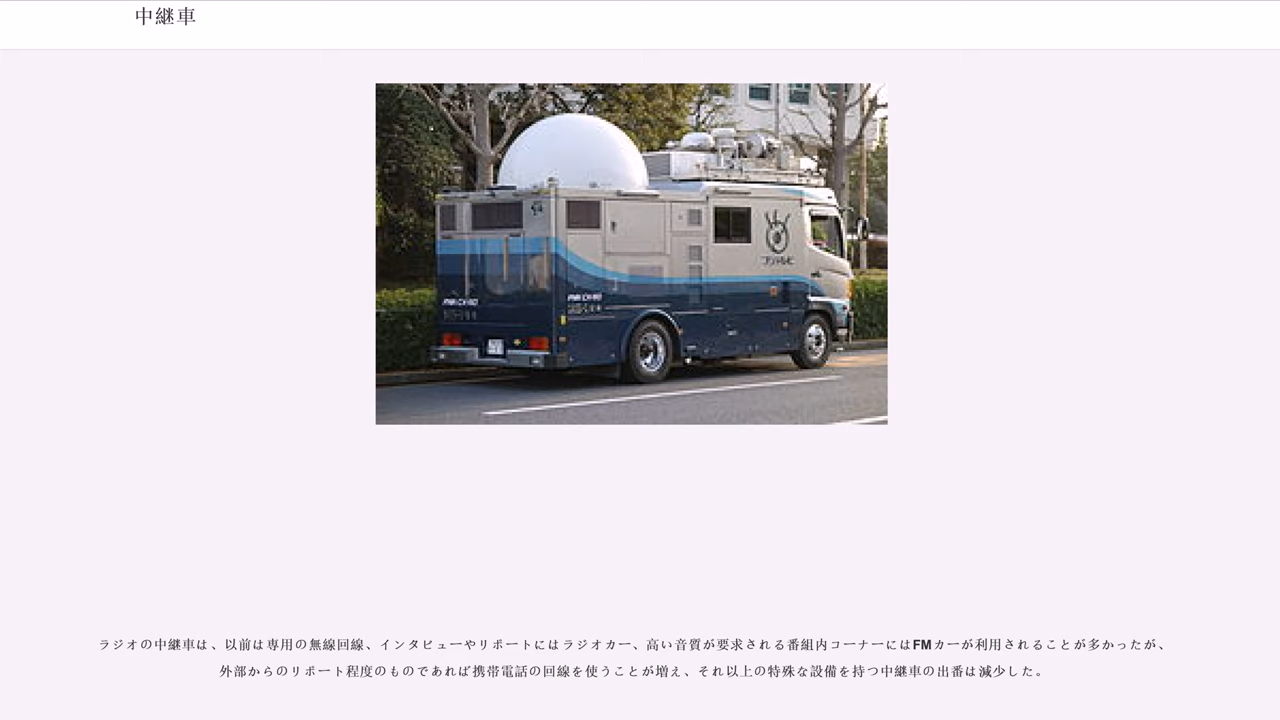 中継車
フジテレビ
ラジオの中継車は、以前は専用の無線回線、インタビューやリポートにはラジオカー、高い音質が要求される番組内コーナーにはFMカーが利用されることが多かったが、
外部からのリポート程度のものであれば携帯電話の回線を使うことが増え、それ以上の特殊な設備を持つ中継車の出番は減少した。